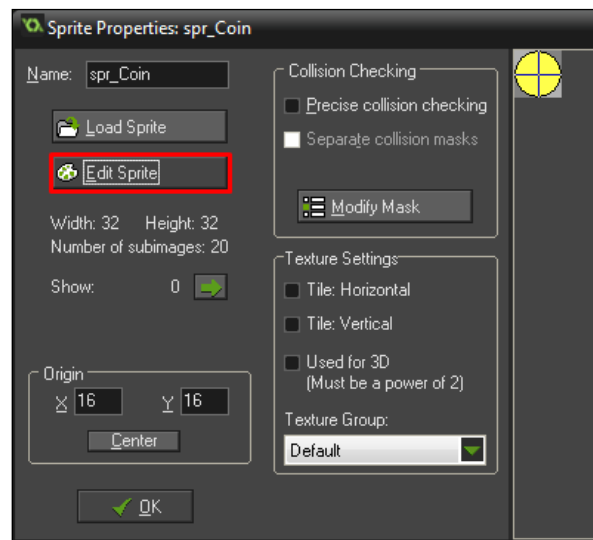 Sprite Properties: spr_Coin
Name: spr_Coin
Load Sprite
Edit Sprite
Width: 32 Height: 32
Number of subimages: 20
Show: 0
Origin
X 16 Y 16
Center
OK
Collision Checking
Precise collision checking
Separate collision masks
Modify Mask
Texture Settings
Tile: Horizontal
Tile: Vertical
Used for 3D
(Must be a power of 2)
Texture Group:
Default